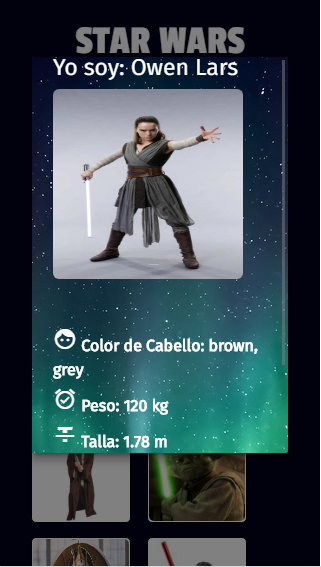 STAR WARS
Yo soy: Owen Lars
Color de Cabello: brown,
grey
Peso: 120 kg
Talla: 1.78 m